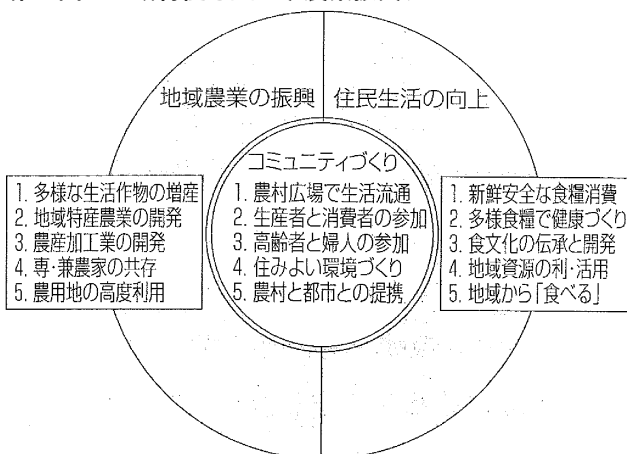 地域農業の振興
住民生活の向上
コミュニティづくり
1. 農村広場で生活流通
2. 生産者と消費者の参加
3. 高齢者と婦人の参加
4. 住みよい環境づくり
5. 農村と都市との提携
1. 多様な生活作物の増産
2. 地域特産農業の開発
3. 農産加工業の開発
4. 専・兼農家の共存
5. 農用地の高度利用
1. 新鮮安全な食糧消費
2. 多様食糧で健康づくり
3. 食文化の伝承と開発
4. 地域資源の利・活用
5. 地域から「食べる」